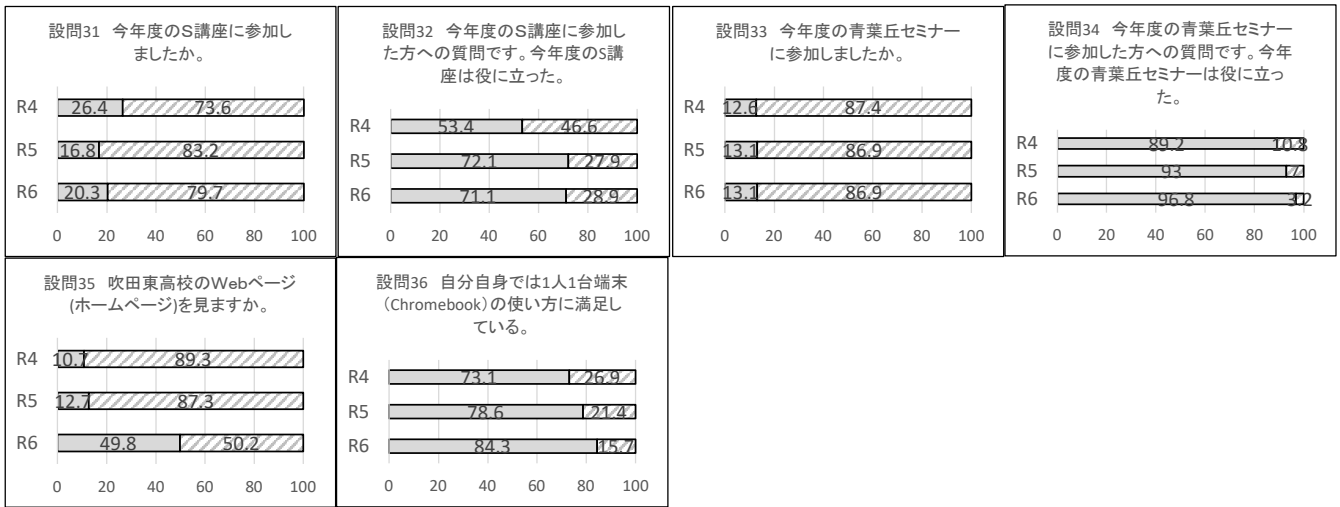 設問31 今年度のS講座に参加し
ましたか。
R4 26.4 73.6
R5 16.8 83.2
R6 20.3 79.7
0 20 40 60 80 100
設問32 今年度のS講座に参加し
た方への質問です。今年度のS講
座は役に立った。
R4 53.4 46.6
R5 72.1 27.9
R6 71.1 28.9
0 20 40 60 80 100
設問33 今年度の青葉丘セミナー
に参加しましたか。
R4 12.6 87.4
R5 13.1 86.9
R6 13.1 86.9
0 20 40 60 80 100
設問34 今年度の青葉丘セミナー
に参加した方への質問です。今年
度の青葉丘セミナーは役に立っ
た。
R4 89.2 10.8
R5 93 7
R6 96.8 3.2
0 20 40 60 80 100
設問35 吹田東高校のWebページ
(ホームページ)を見ますか。
R4 10.7 89.3
R5 12.7 87.3
R6 49.8 50.2
0 20 40 60 80 100
設問36 自分自身では1人1台端末
(Chromebook)の使い方に満足し
ている。
R4 73.1 26.9
R5 78.6 21.4
R6 84.3 15.7
0 20 40 60 80 100